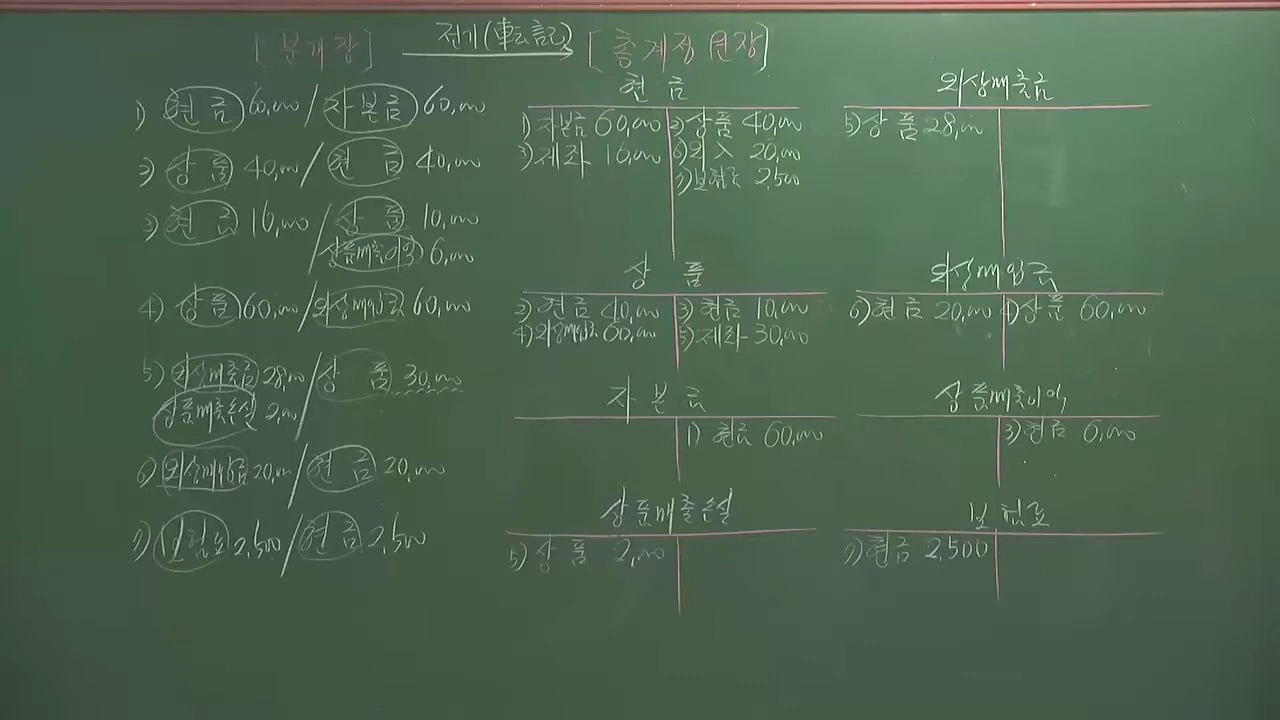 [분개장] 전기(転記) [총계정원장]
1) 현금 60,000 / 자본금 60,000
2) 상품 40,000 / 현금 40,000
3) 현금 16,000 / 상품 10,000
상품매출이익 6,000
4) 상품 60,000 / 외상매입금 60,000
5) 외상매출금 28,000 / 상품 30,000
상품매출손실 2,000
6) 외상매입금 20,000 / 현금 20,000
7) 보험료 2,500 / 현금 2,500
현금
1) 자본금 60,000 2) 상품 40,000
3) 제좌 16,000 6) 외入 20,000
7) 보험료 2,500
외상매출금
5) 상품 28,000
상품
2) 현금 40,000 3) 현금 10,000
4) 외상매입금 60,000 5) 제좌 30,000
외상매입금
6) 현금 20,000 4) 상품 60,000
자본금
1) 현금 60,000
상품매출이익
3) 현금 6,000
상품매출손실
5) 상품 2,000
보험료
7) 현금 2,500